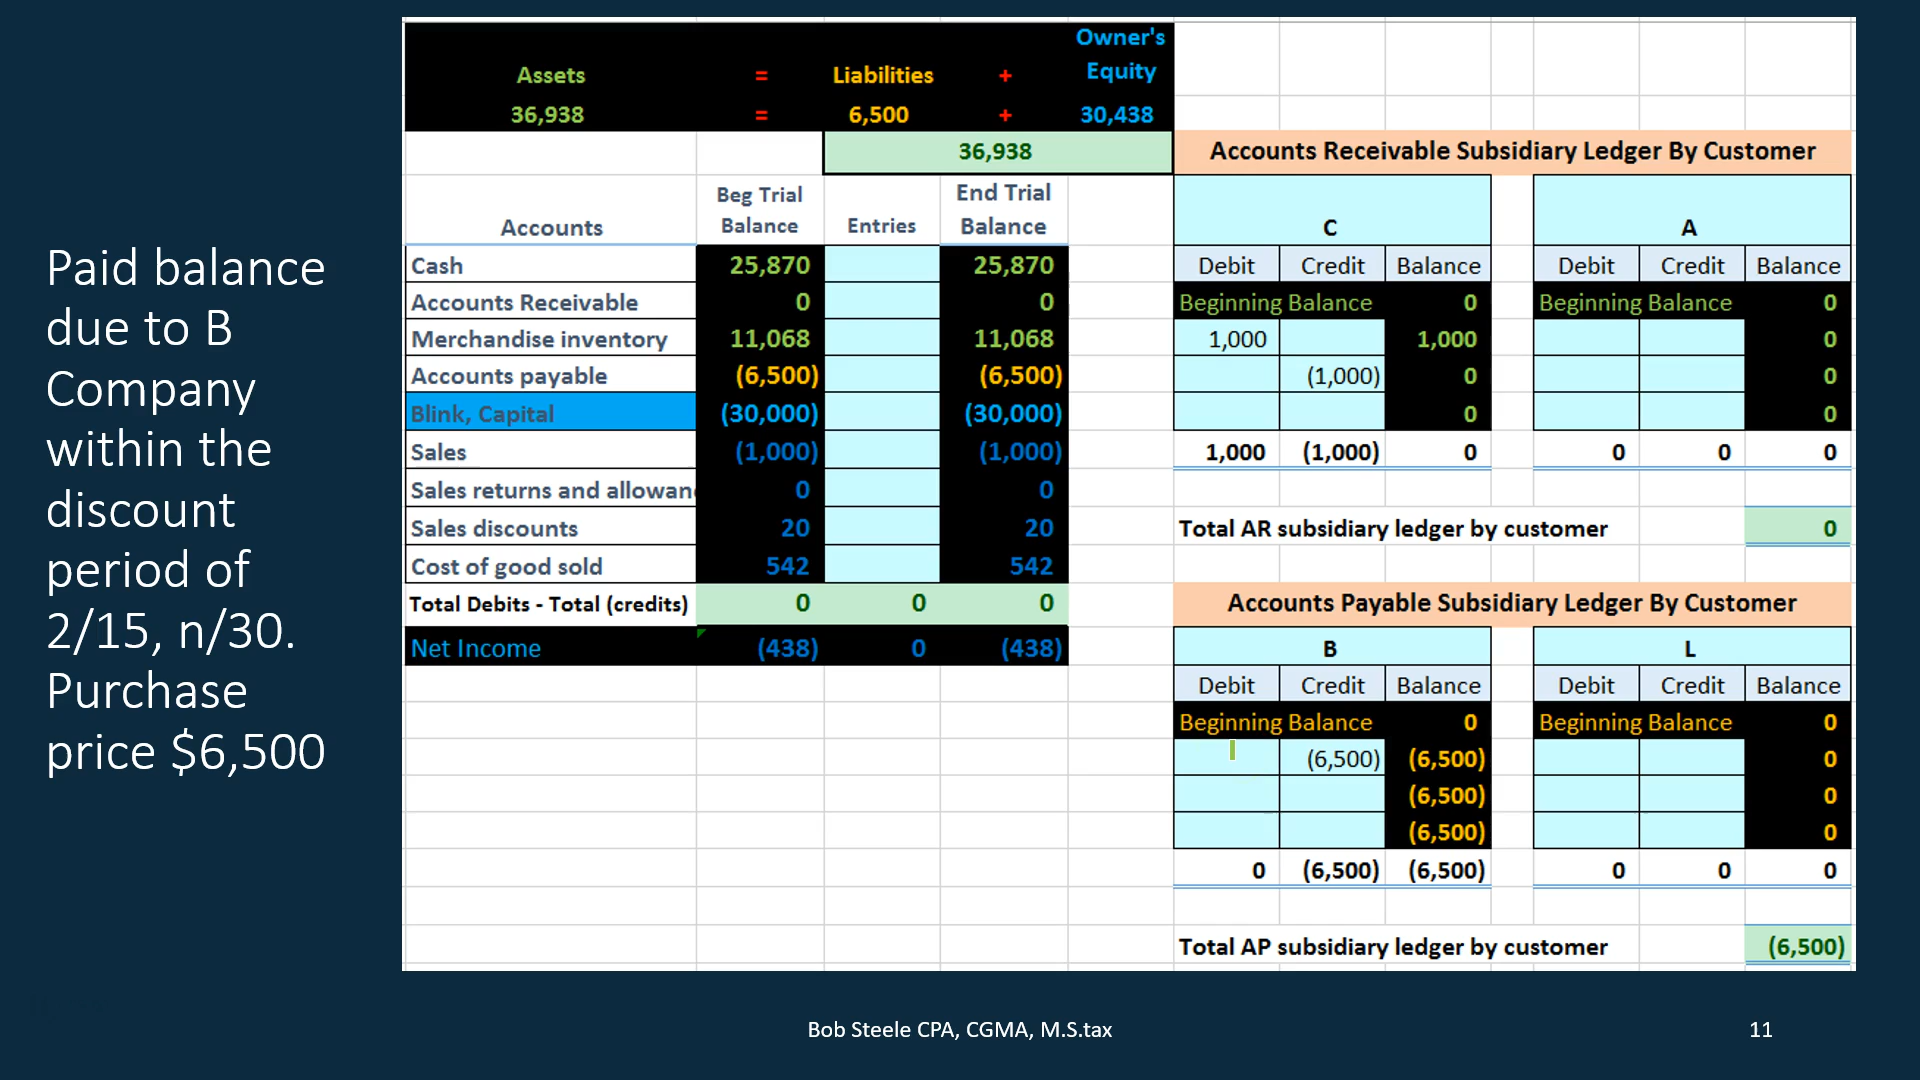 Paid balance
due to B
Company
within the
discount
period of
2/15, n/30.
Purchase
price $6,500
Owner's
Assets = Liabilities + Equity
36,938 = 6,500 + 30,438
36,938
Accounts Beg Trial Balance Entries End Trial Balance
Cash 25,870 25,870
Accounts Receivable 0 0
Merchandise inventory 11,068 11,068
Accounts payable (6,500) (6,500)
Blink, Capital (30,000) (30,000)
Sales (1,000) (1,000)
Sales returns and allowan 0 0
Sales discounts 20 20
Cost of good sold 542 542
Total Debits - Total (credits) 0 0 0
Net Income (438) 0 (438)
Accounts Receivable Subsidiary Ledger By Customer
C A
Debit Credit Balance Debit Credit Balance
Beginning Balance 0 Beginning Balance 0
1,000 1,000 0
(1,000) 0 0
0 0
1,000 (1,000) 0 0 0 0
Total AR subsidiary ledger by customer 0
Accounts Payable Subsidiary Ledger By Customer
B L
Debit Credit Balance Debit Credit Balance
Beginning Balance 0 Beginning Balance 0
(6,500) (6,500) 0
(6,500) 0
(6,500) 0
0 (6,500) (6,500) 0 0 0
Total AP subsidiary ledger by customer (6,500)
Bob Steele CPA, CGMA, M.S.tax 11